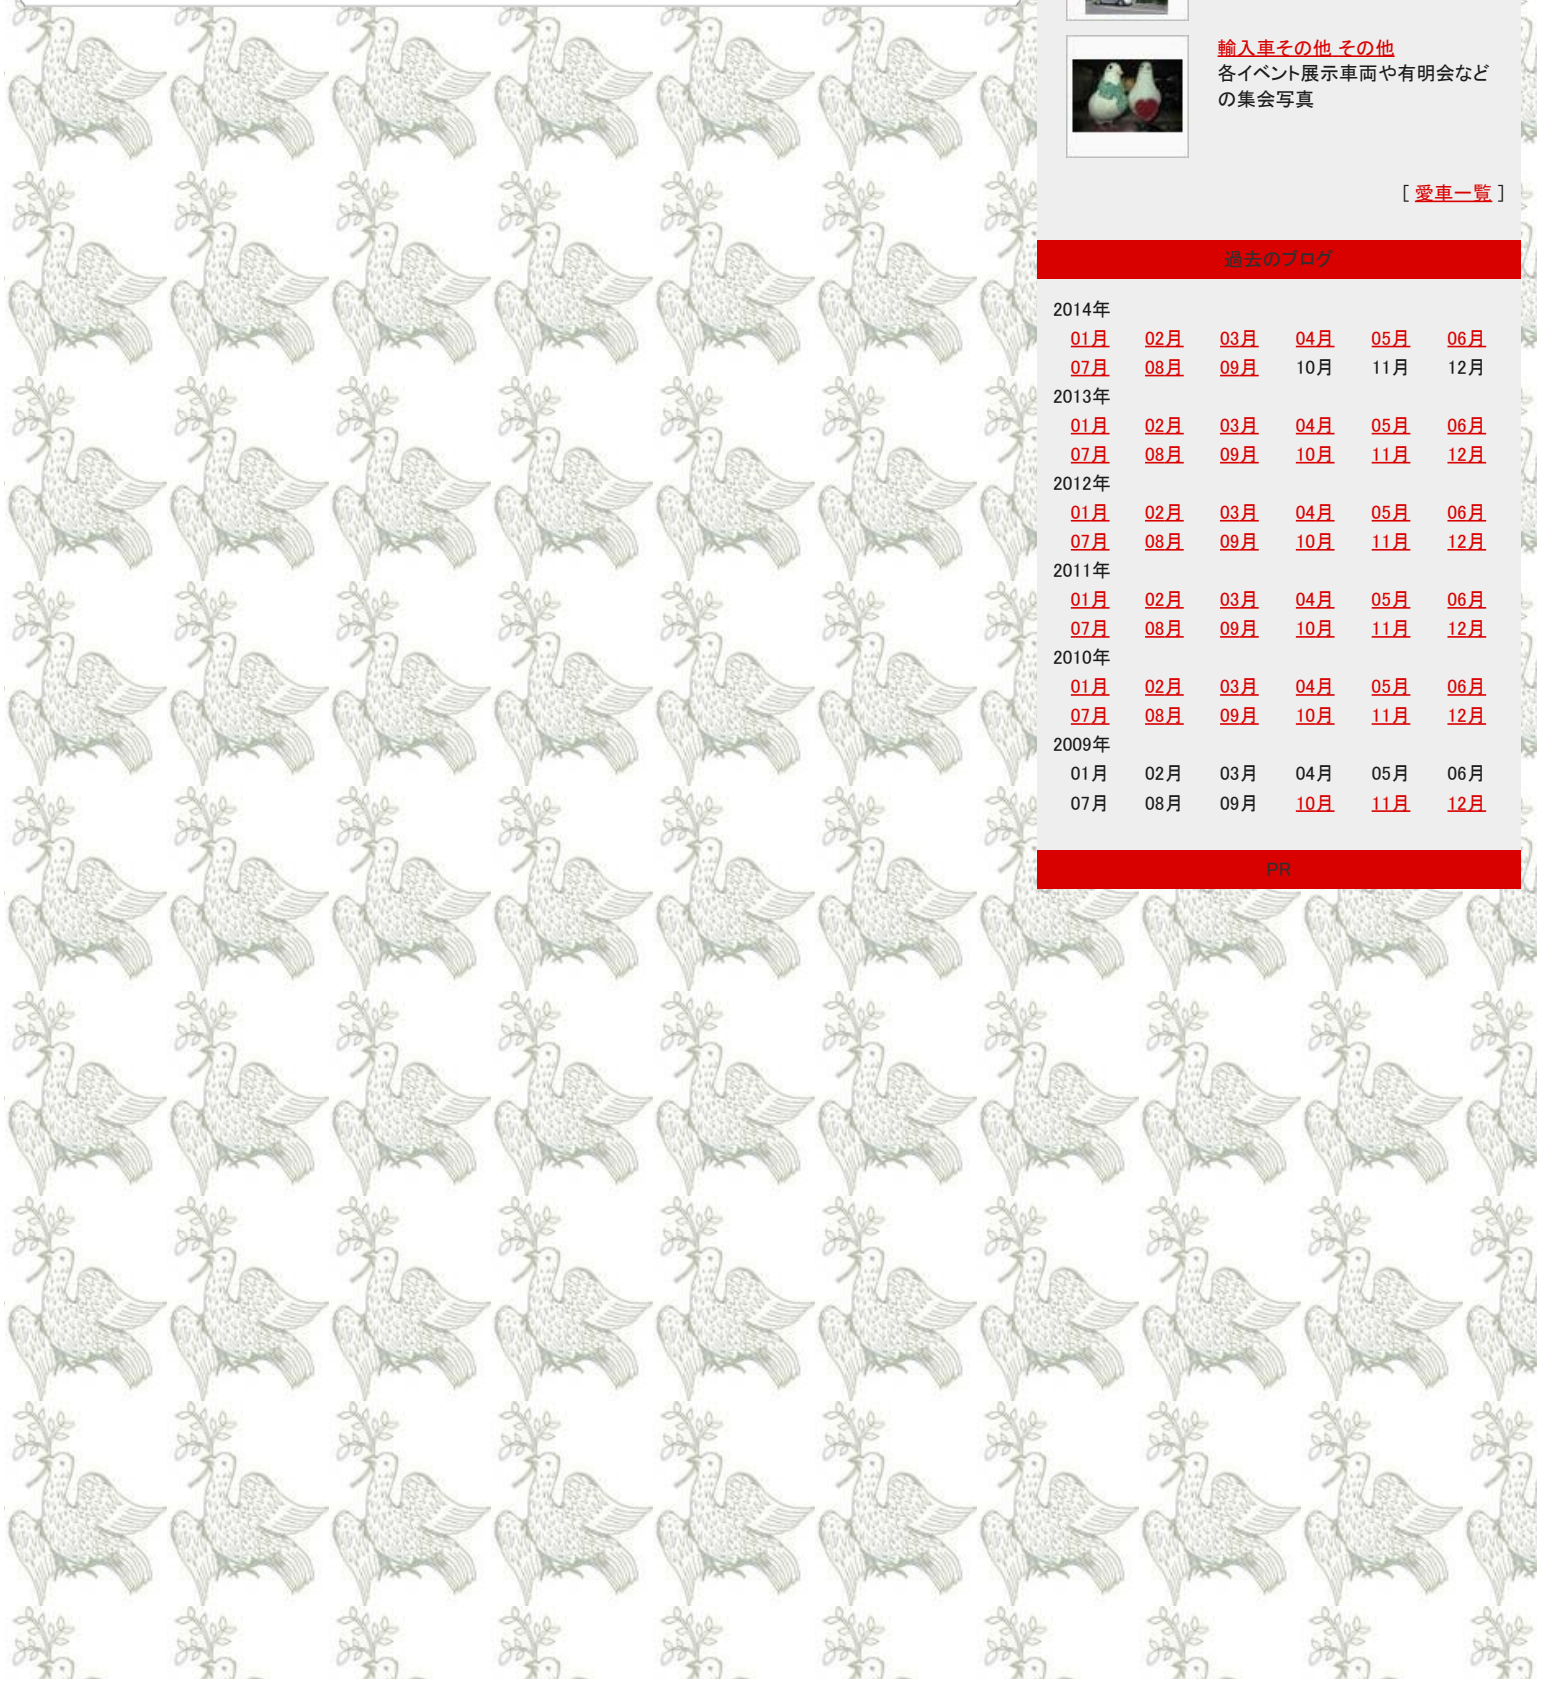 輸入車その他 その他
各イベント展示車両や有明会など
の集会写真
[ 愛車一覧 ]
過去のブログ
2014年
01月 02月 03月 04月 05月 06月
07月 08月 09月 10月 11月 12月
2013年
01月 02月 03月 04月 05月 06月
07月 08月 09月 10月 11月 12月
2012年
01月 02月 03月 04月 05月 06月
07月 08月 09月 10月 11月 12月
2011年
01月 02月 03月 04月 05月 06月
07月 08月 09月 10月 11月 12月
2010年
01月 02月 03月 04月 05月 06月
07月 08月 09月 10月 11月 12月
2009年
01月 02月 03月 04月 05月 06月
07月 08月 09月 10月 11月 12月
PR